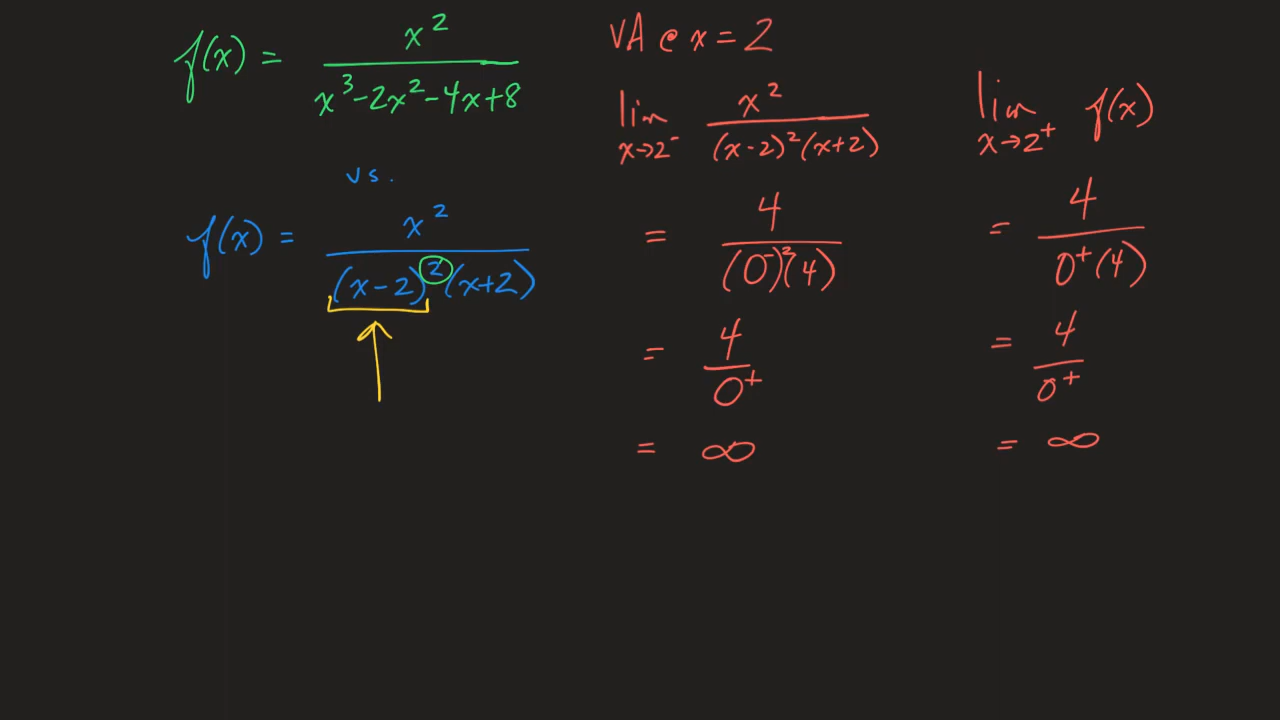 f(x) = x² / (x³-2x²-4x+8)
vs.
f(x) = x² / ((x-2)²(x+2))
VA @ x = 2
lim x→2⁻ x² / ((x-2)²(x+2))
= 4 / ((0⁻)²(4))
= 4 / 0⁺
= ∞
lim x→2⁺ f(x)
= 4 / (0⁺(4))
= 4 / 0⁺
= ∞